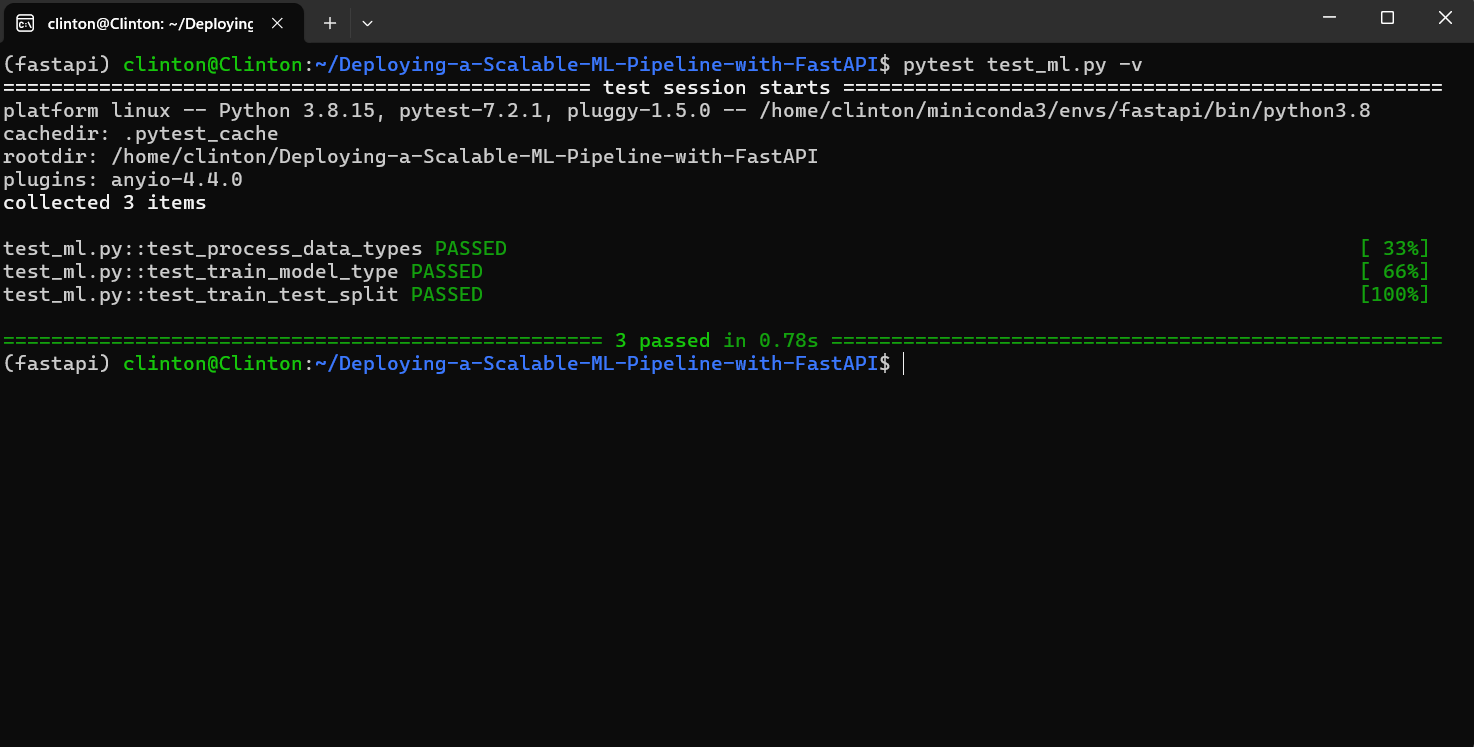 clinton@Clinton: ~/Deploying
(fastapi) clinton@Clinton:~/Deploying-a-Scalable-ML-Pipeline-with-FastAPI$ pytest test_ml.py -v
================================================= test session starts ==================================================
platform linux -- Python 3.8.15, pytest-7.2.1, pluggy-1.5.0 -- /home/clinton/miniconda3/envs/fastapi/bin/python3.8
cachedir: .pytest_cache
rootdir: /home/clinton/Deploying-a-Scalable-ML-Pipeline-with-FastAPI
plugins: anyio-4.4.0
collected 3 items
test_ml.py::test_process_data_types PASSED [ 33%]
test_ml.py::test_train_model_type PASSED [ 66%]
test_ml.py::test_train_test_split PASSED [100%]
================================================== 3 passed in 0.78s ===================================================
(fastapi) clinton@Clinton:~/Deploying-a-Scalable-ML-Pipeline-with-FastAPI$